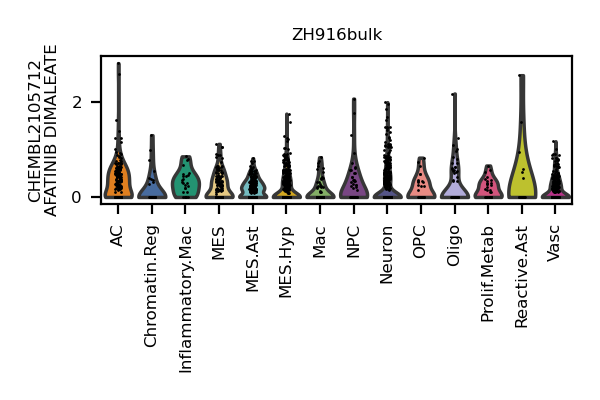 ZH916bulk
CHEMBL2105712
AFATINIB DIMALEATE
2
0
AC
Chromatin.Reg
Inflammatory.Mac
MES
MES.Ast
MES.Hyp
Mac
NPC
Neuron
OPC
Oligo
Prolif.Metab
Reactive.Ast
Vasc